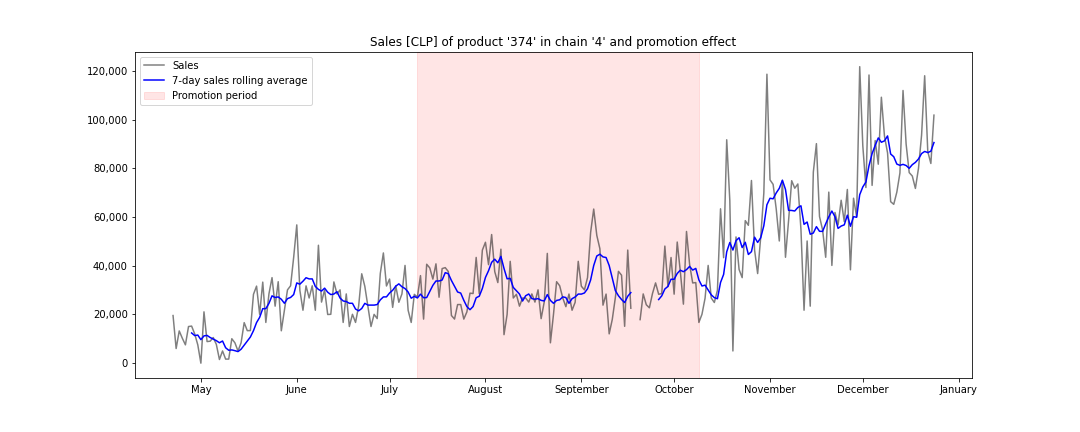 Sales [CLP] of product '374' in chain '4' and promotion effect
Sales
7-day sales rolling average
Promotion period
120,000
100,000
80,000
60,000
40,000
20,000
0
May
June
July
August
September
October
November
December
January